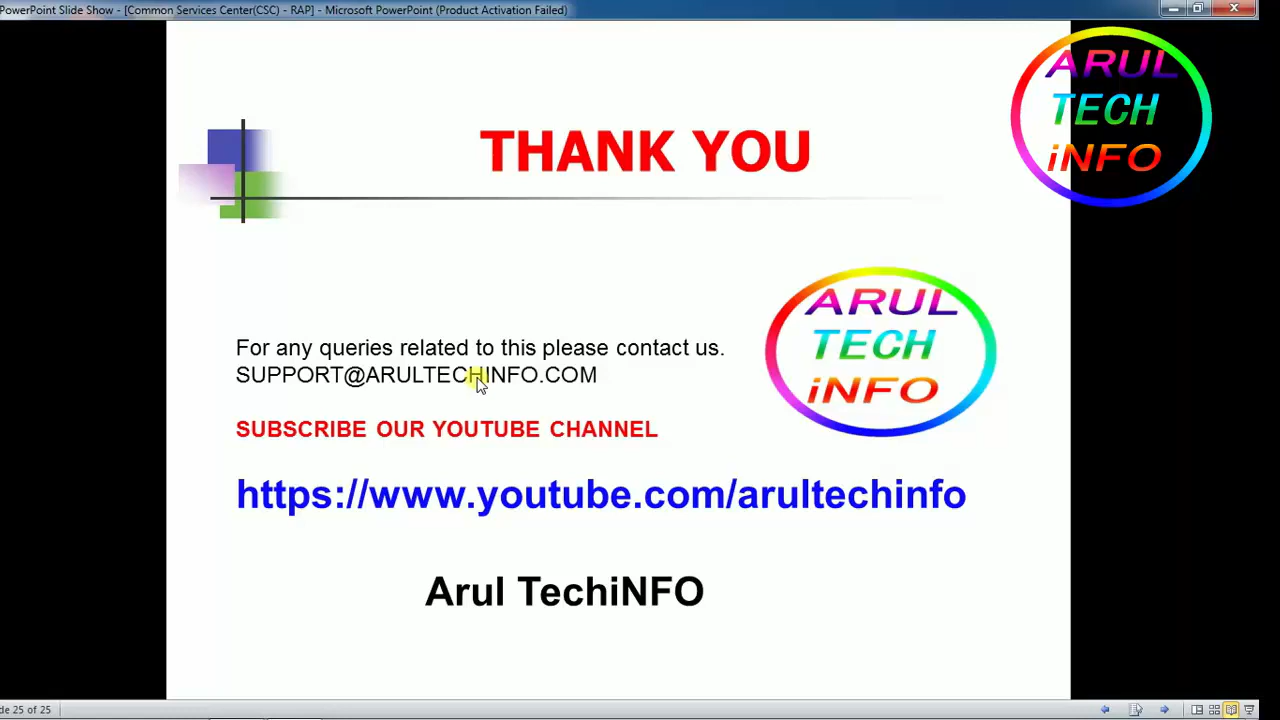 PowerPoint Slide Show - [Common Services Center(CSC) - RAP] - Microsoft PowerPoint (Product Activation Failed)
ARUL
TECH
iNFO
THANK YOU
ARUL
TECH
iNFO
For any queries related to this please contact us.
SUPPORT@ARULTECHINFO.COM
SUBSCRIBE OUR YOUTUBE CHANNEL
https://www.youtube.com/arultechinfo
Arul TechiNFO
de 25 of 25